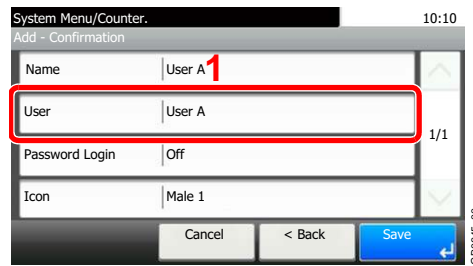 System Menu/Counter. 10:10
Add - Confirmation
Name User A 1
User User A
1/1
Password Login Off
Icon Male 1
Cancel < Back Save